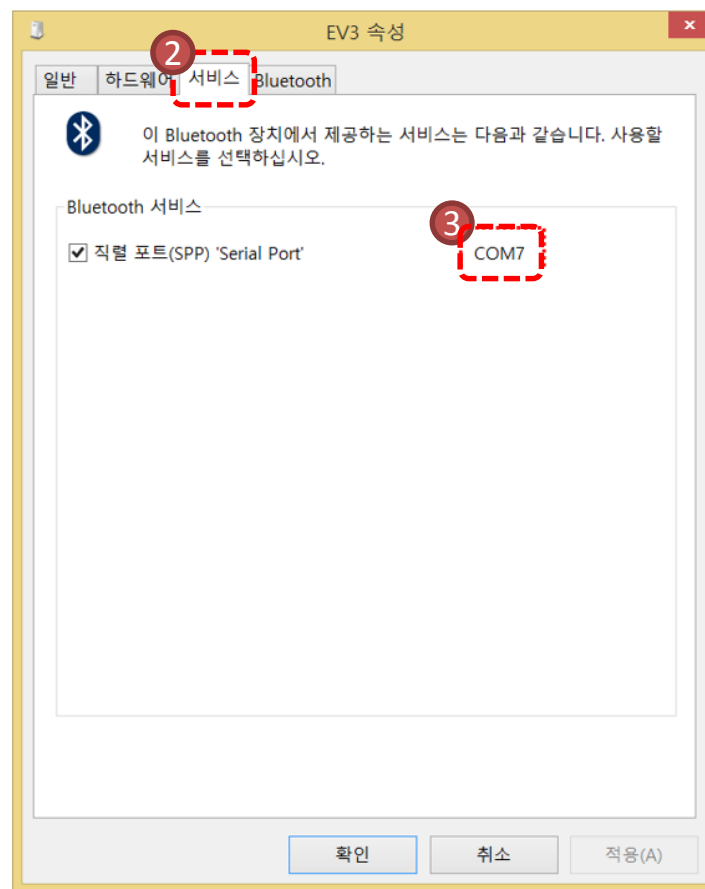 EV3 속성
2
일반 하드웨어 서비스 Bluetooth
이 Bluetooth 장치에서 제공하는 서비스는 다음과 같습니다. 사용할
서비스를 선택하십시오.
Bluetooth 서비스
3
직렬 포트(SPP) 'Serial Port' COM7
확인 취소 적용(A)